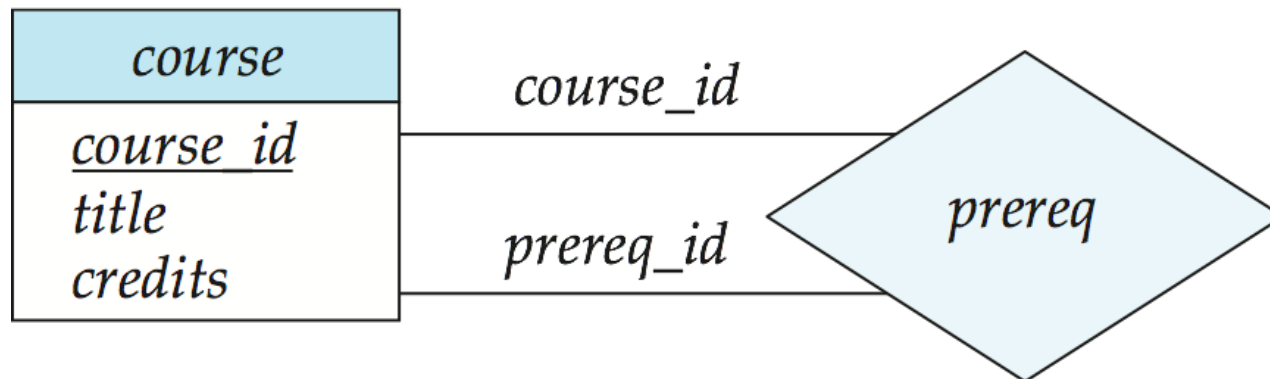 course
course_id
title
credits
course_id
prereq_id
prereq